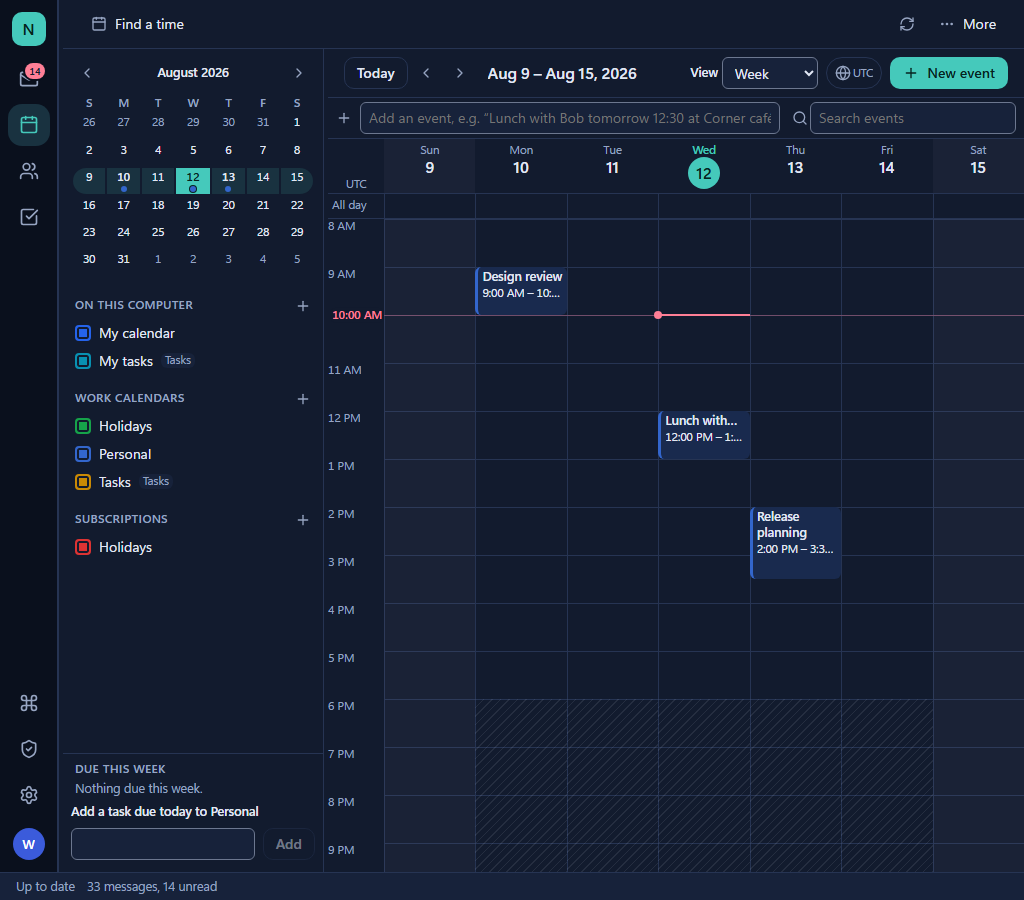 N
Find a time
More
14
August 2026
Today
Aug 9 – Aug 15, 2026
View
Week
UTC
New event
S M T W T F S
26 27 28 29 30 31 1
2 3 4 5 6 7 8
9 10 11 12 13 14 15
16 17 18 19 20 21 22
23 24 25 26 27 28 29
30 31 1 2 3 4 5
Add an event, e.g. “Lunch with Bob tomorrow 12:30 at Corner cafe
Search events
Sun Mon Tue Wed Thu Fri Sat
9 10 11 12 13 14 15
UTC
All day
8 AM
9 AM
10:00 AM
11 AM
12 PM
1 PM
2 PM
3 PM
4 PM
5 PM
6 PM
7 PM
8 PM
9 PM
Design review
9:00 AM – 10:...
Lunch with...
12:00 PM – 1:...
Release
planning
2:00 PM – 3:3...
ON THIS COMPUTER
My calendar
My tasks Tasks
WORK CALENDARS
Holidays
Personal
Tasks Tasks
SUBSCRIPTIONS
Holidays
DUE THIS WEEK
Nothing due this week.
Add a task due today to Personal
Add
W
Up to date 33 messages, 14 unread